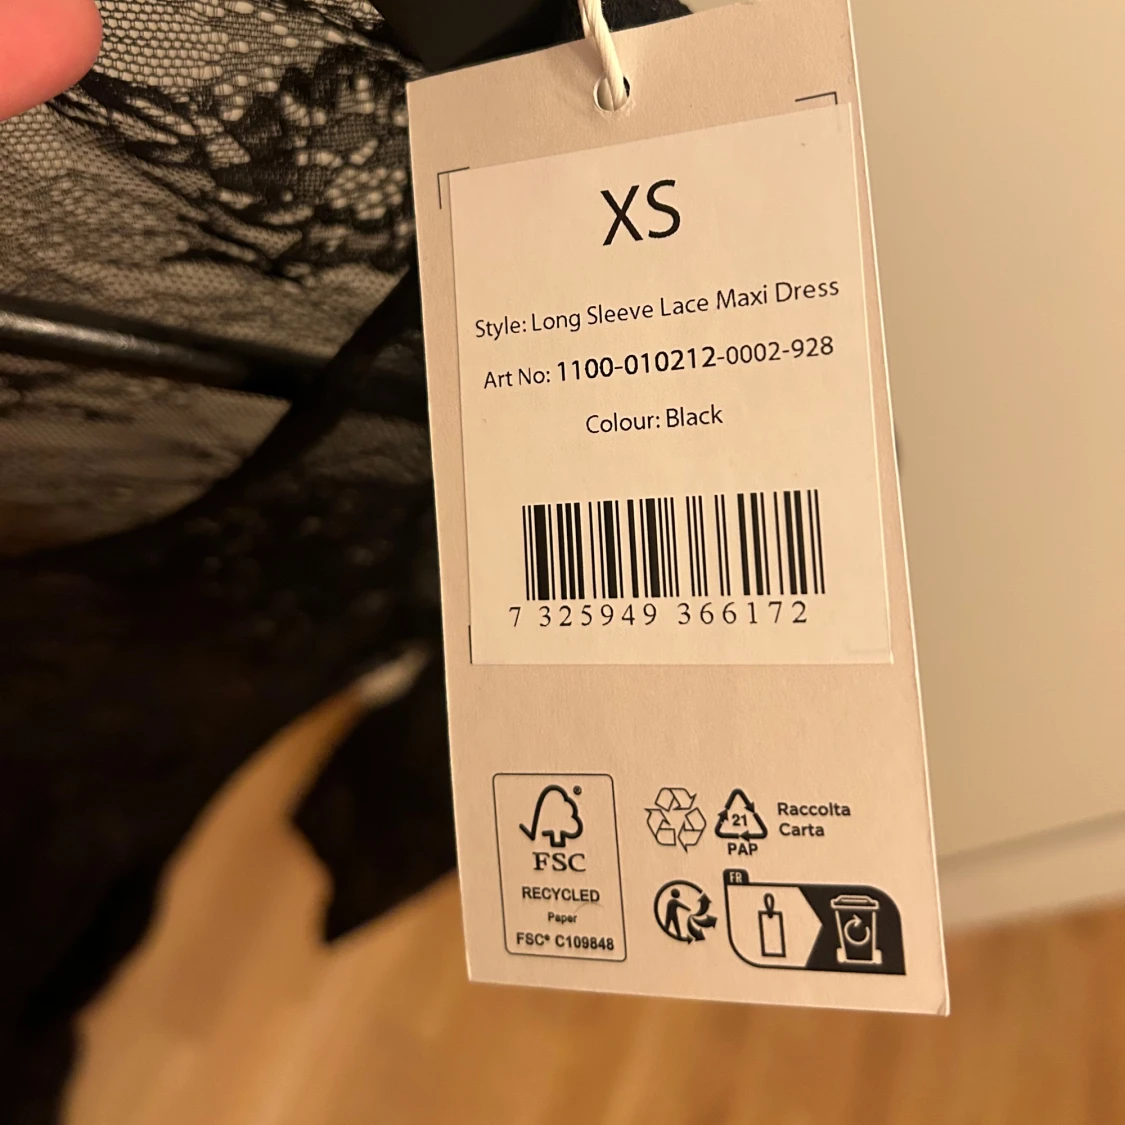 XS
Style: Long Sleeve Lace Maxi Dress
Art No: 1100-010212-0002-928
Colour: Black
7 325949 366172
FSC®
RECYCLED
Paper
FSC® C109848
21
PAP
Raccolta
Carta
FR